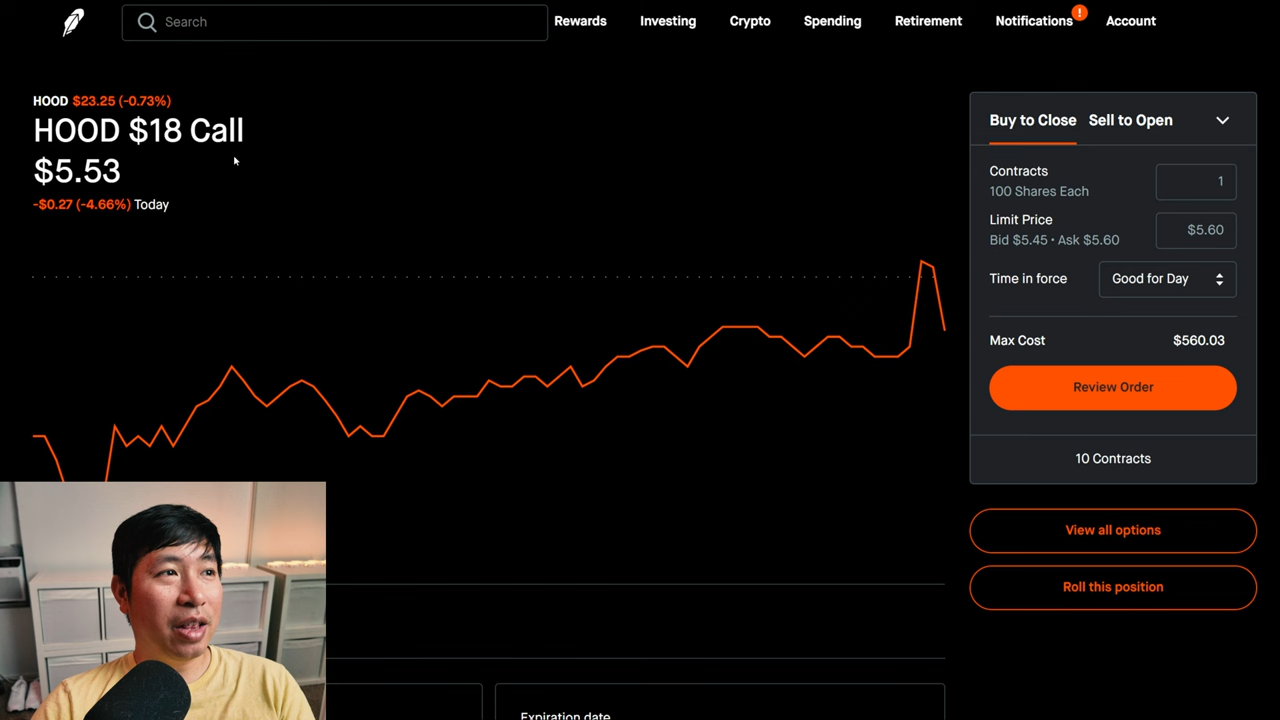 Search
Rewards
Investing
Crypto
Spending
Retirement
Notifications
!
Account
HOOD $23.25 (-0.73%)
HOOD $18 Call
$5.53
-$0.27 (-4.66%) Today
Buy to Close
Sell to Open
Contracts
1
100 Shares Each
Limit Price
$5.60
Bid $5.45 • Ask $5.60
Time in force
Good for Day
Max Cost
$560.03
Review Order
10 Contracts
View all options
Roll this position
Expiration date